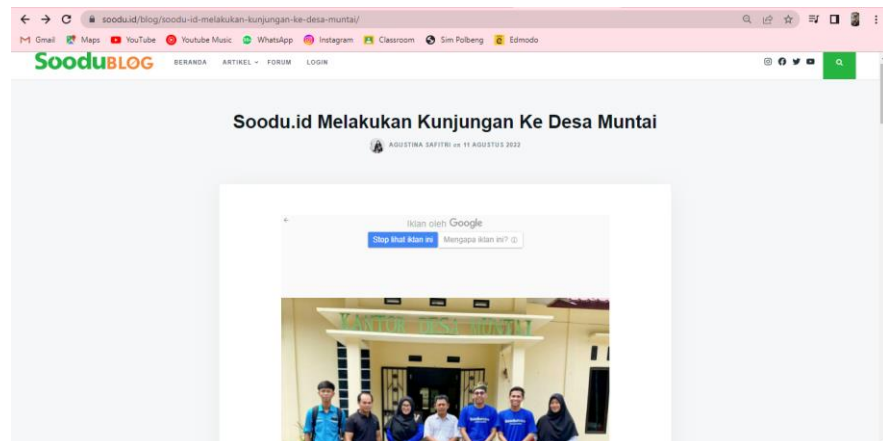 soodu.id/blog/soodu-id-melakukan-kunjungan-ke-desa-muntai/
Gmail Maps YouTube Youtube Music WhatsApp Instagram Classroom Sim Polbeng Edmodo
SooduBLOG BERANDA ARTIKEL FORUM LOGIN
Soodu.id Melakukan Kunjungan Ke Desa Muntai
AGUSTINA SAFITRI on 11 AGUSTUS 2022
Iklan oleh Google
Stop lihat iklan ini Mengapa iklan ini?
KANTOR DESA MUNTAI